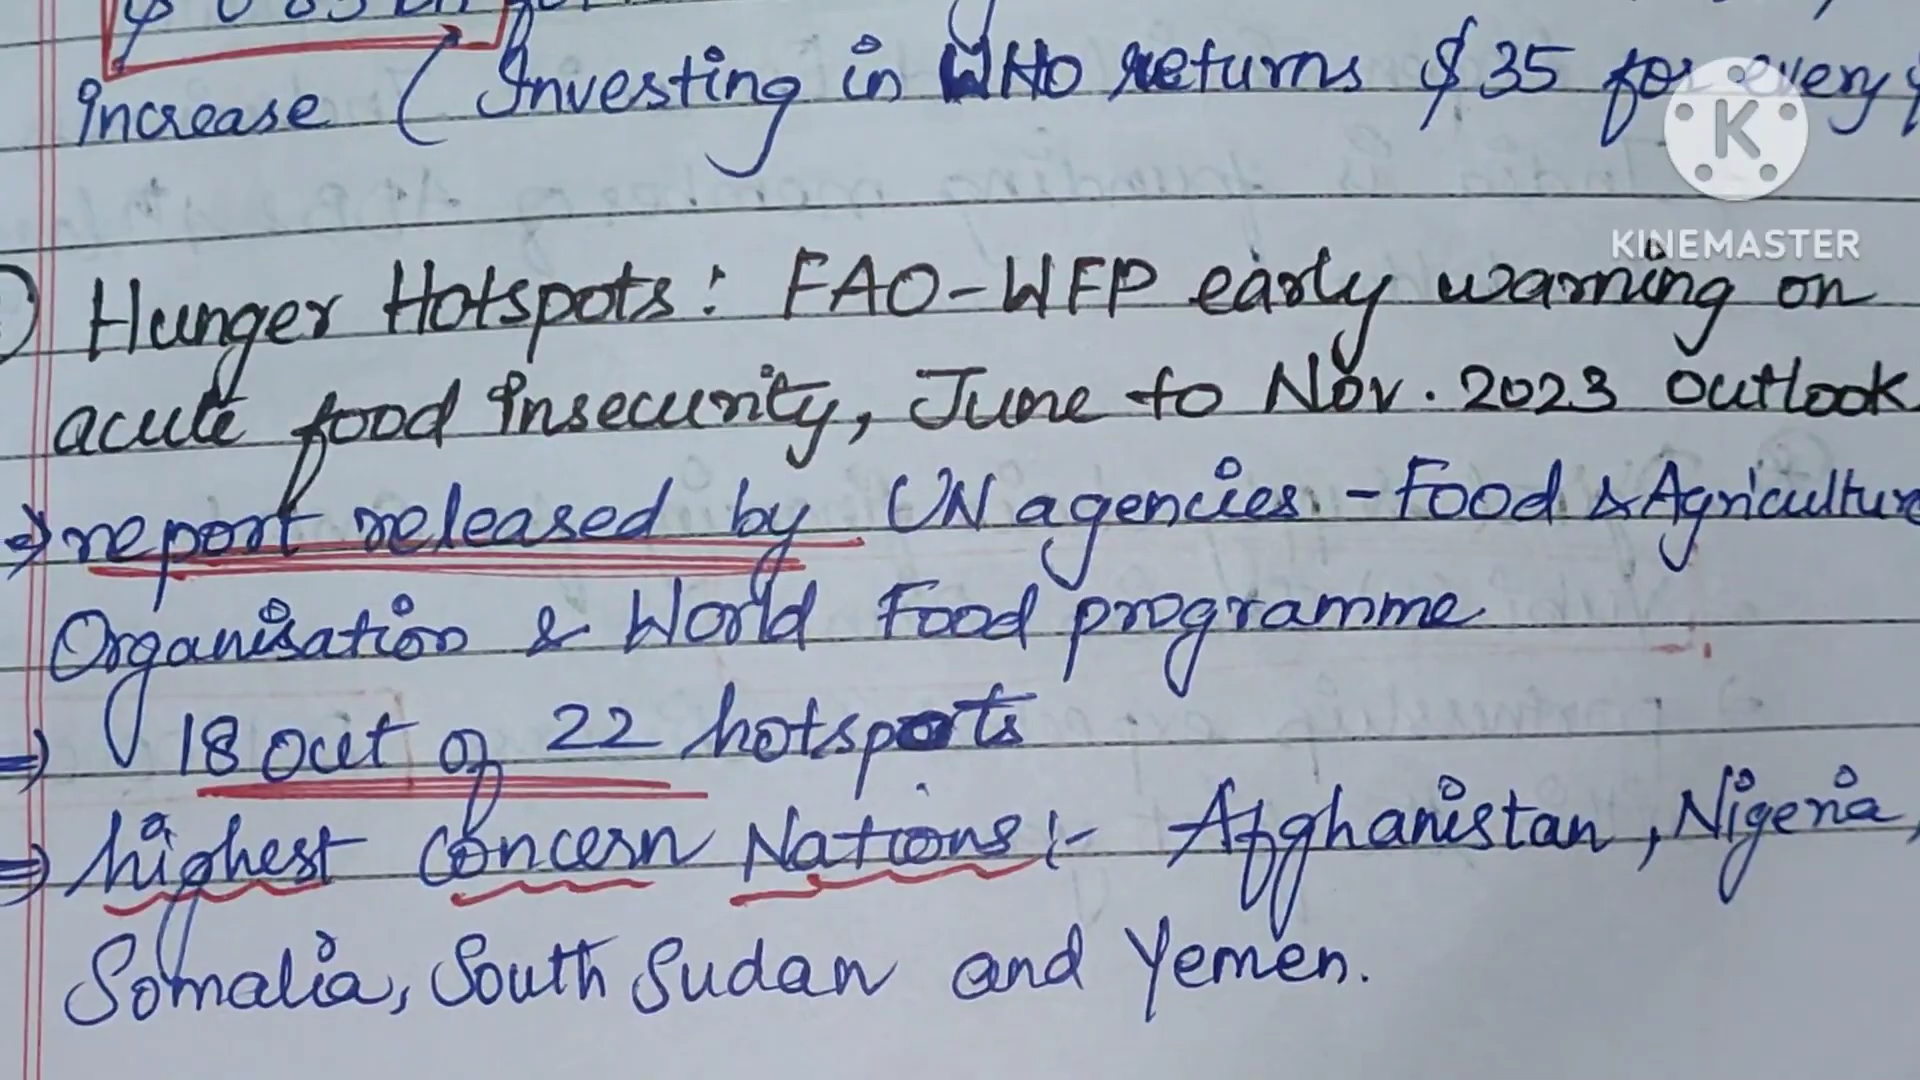 increase ( Investing in WHO returns $ 35 for every $
K
KINEMASTER
Hunger Hotspots : FAO-WFP early warning on
acute food insecurity, June to Nov. 2023 outlook
⇒ report released by UN agencies - Food & Agriculture
Organisation & World Food programme
⇒ 18 out of 22 hotspots
⇒ highest concern Nations :- Afghanistan, Nigeria,
Somalia, South Sudan and Yemen.